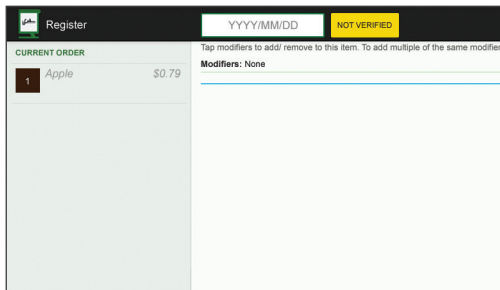 Register
YYYY/MM/DD
NOT VERIFIED
CURRENT ORDER
1 Apple $0.79
Tap modifiers to add/ remove to this item. To add multiple of the same modifier
Modifiers: None